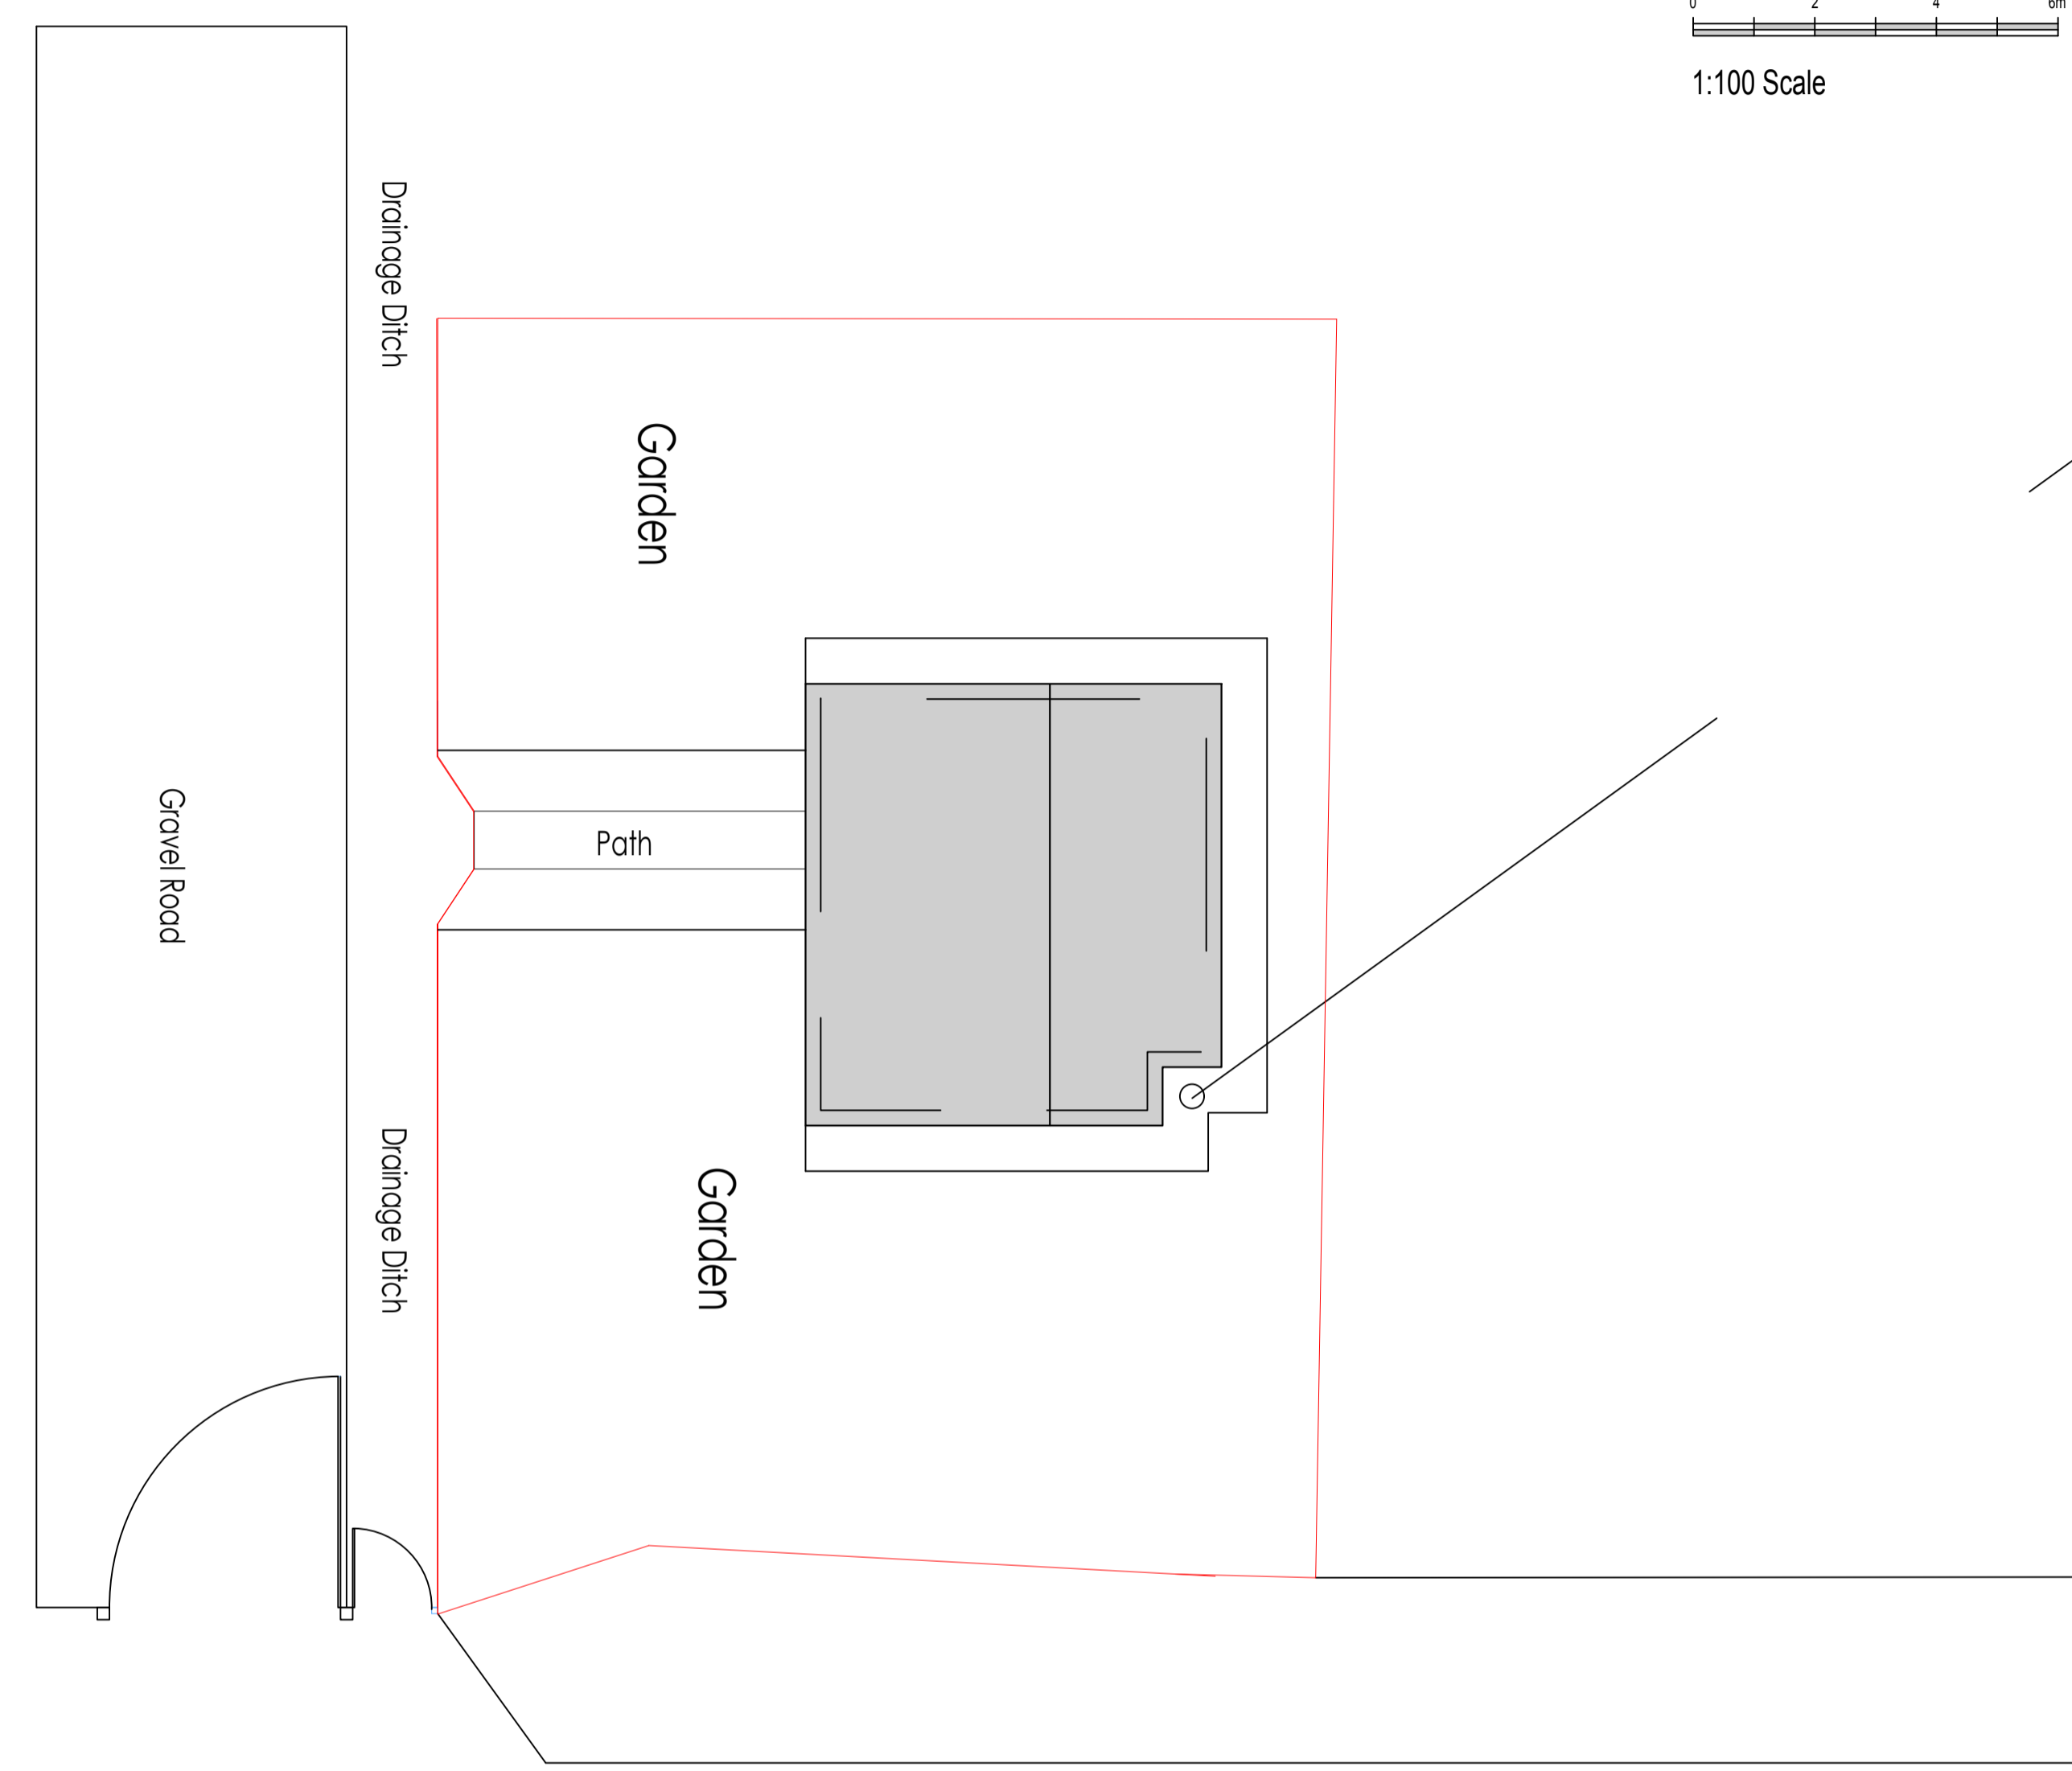 0 2 4 6m
1:100 Scale
Drainage Ditch
Garden
Gravel Road
Path
Drainage Ditch
Garden